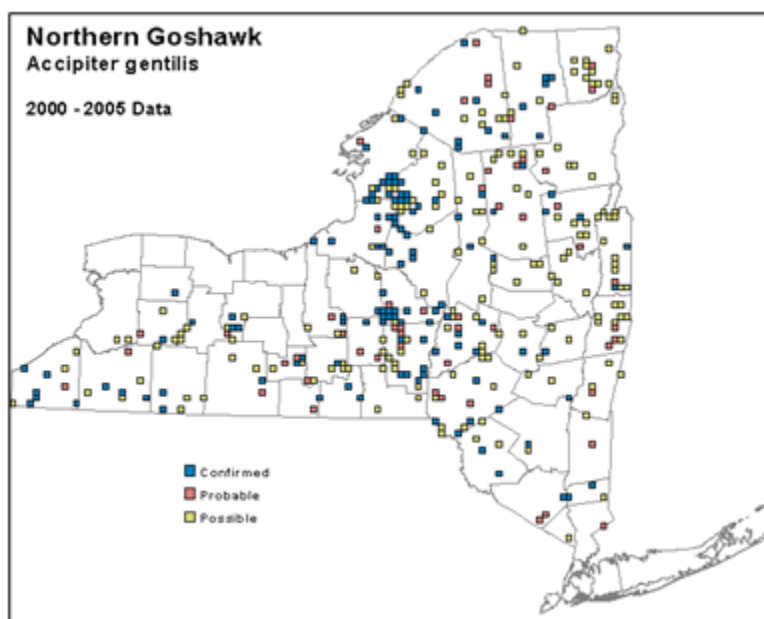 Northern Goshawk
Accipiter gentilis
2000 - 2005 Data
Confirmed
Probable
Possible